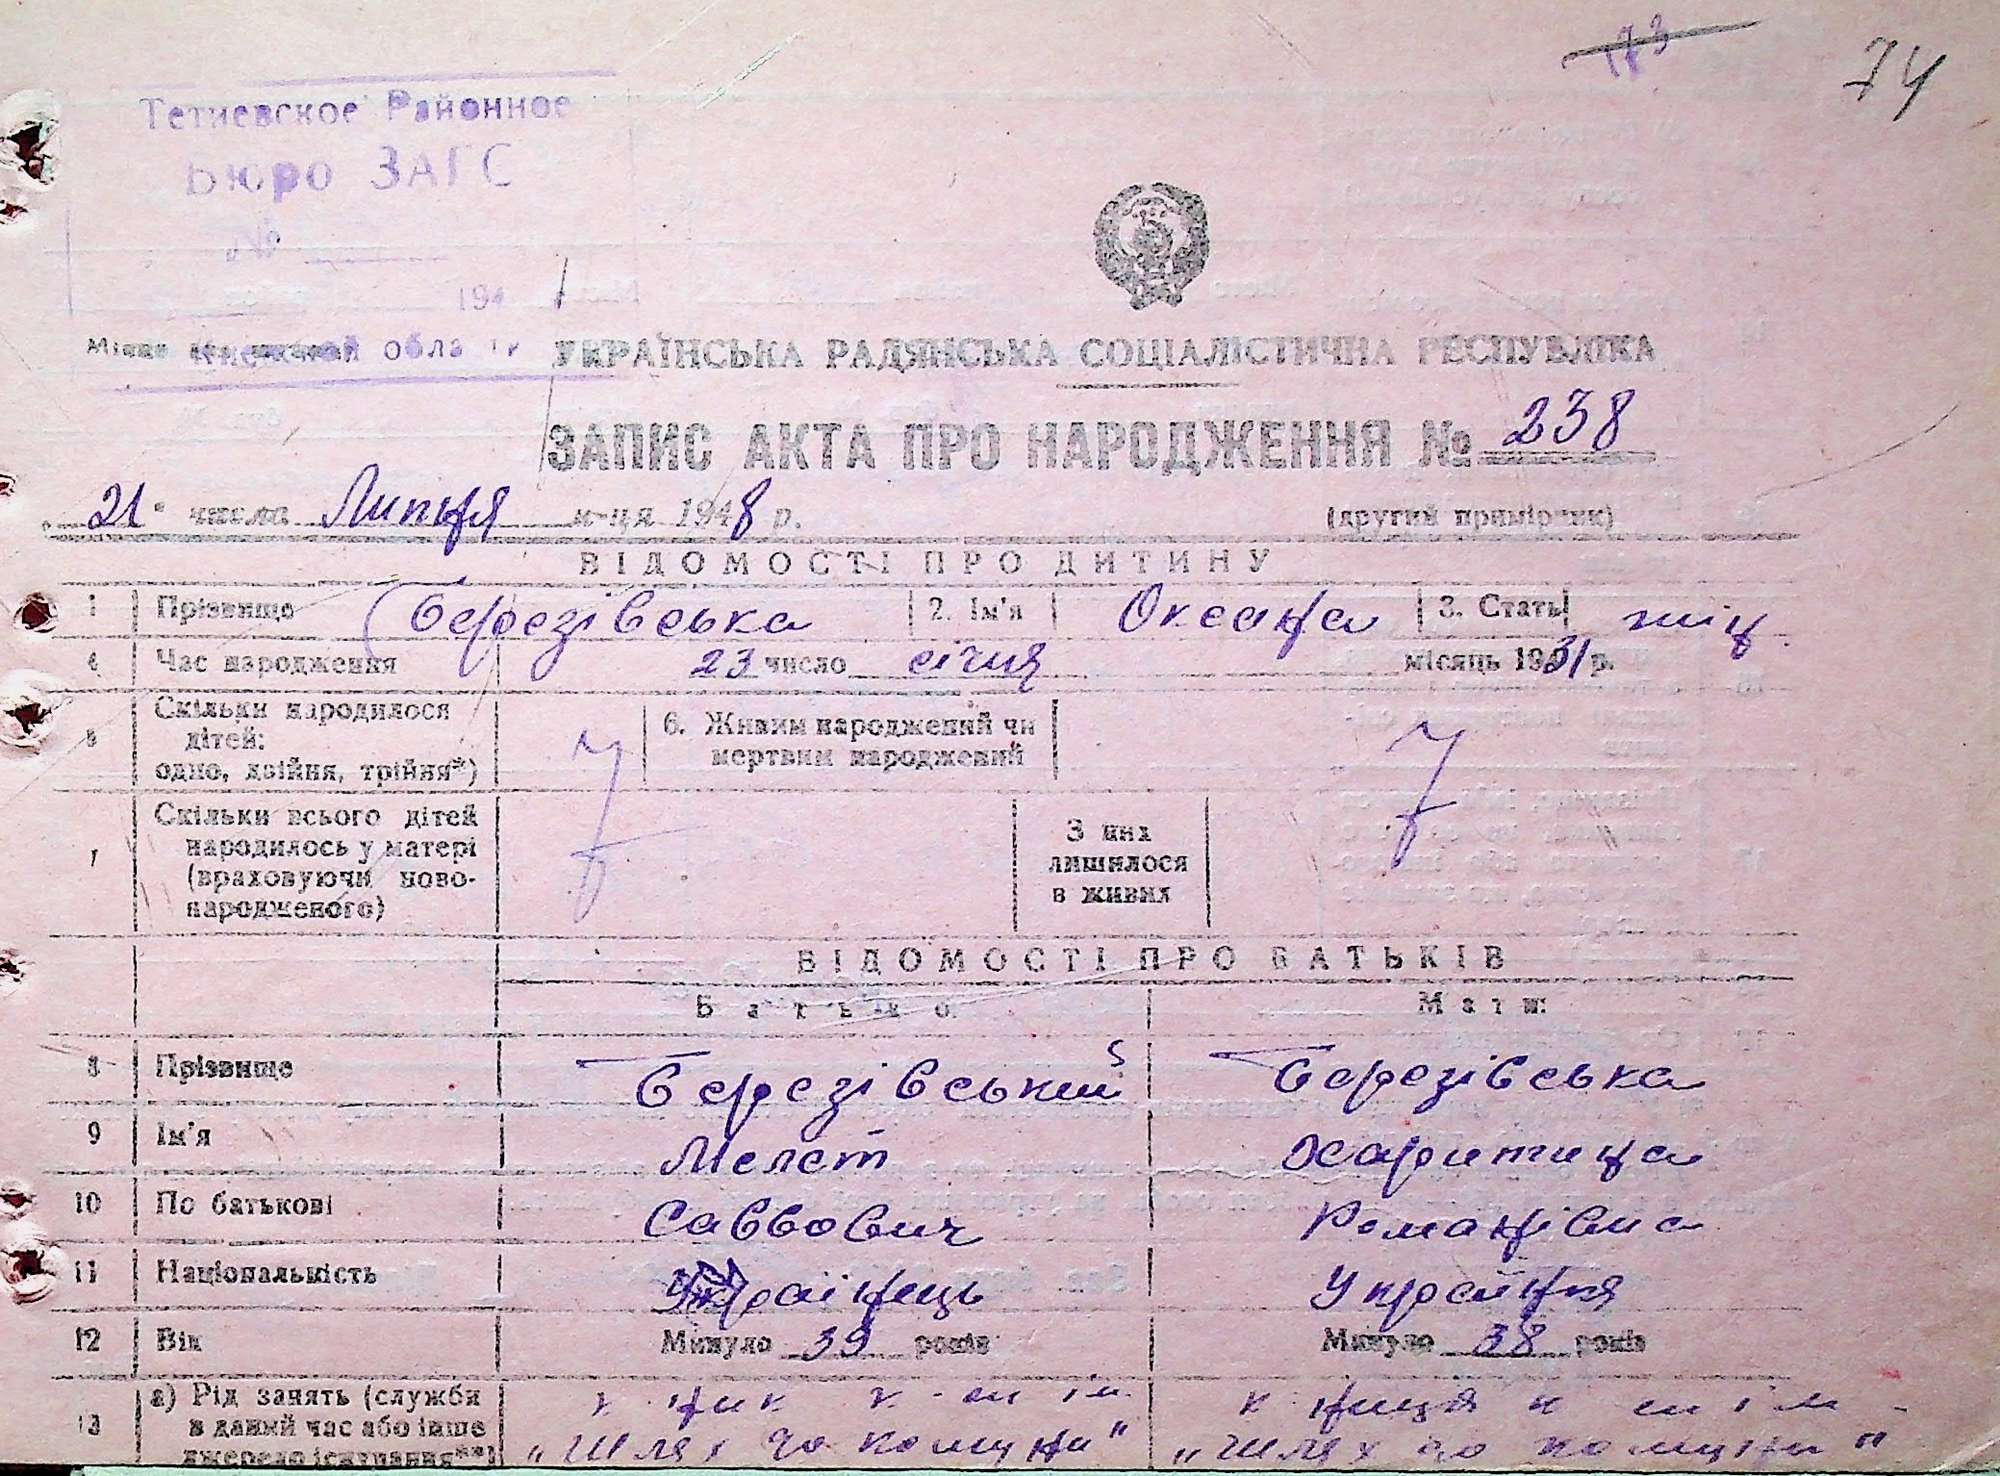 173
74
Тетиевское Районное
Бюро ЗАГС
№
194
Киевской области
УКРАЇНСЬКА РАДЯНСЬКА СОЦІАЛІСТИЧНА РЕСПУБЛІКА
ЗАПИС АКТА ПРО НАРОДЖЕННЯ № 238
21 числа Липня м-ця 1948 р. (другий примірник)
ВІДОМОСТІ ПРО ДИТИНУ
1 Прізвище Березівська 2. Ім'я Оксана 3. Стать жін
4 Час народження 23 число січня місяць 1931 р.
5 Скільки народилося дітей: одно, двійня, трійня*) 6. Живим народжений чи мертвим народжений
7 Скільки всього дітей народилось у матері (враховуючи новонародженого) З них лишилося в живих
ВІДОМОСТІ ПРО БАТЬКІВ
Батько: Мати:
8 Прізвище Березівський Березівська
9 Ім'я Мелет Харитина
10 По батькові Саввович Романівна
11 Національність Українець Українка
12 Вік Минуло 39 років Минуло 38 років
13 а) Рід занять (служби в даний час або інше джерело існування**)
"Шлях до комуни" "Шлях до комуни"